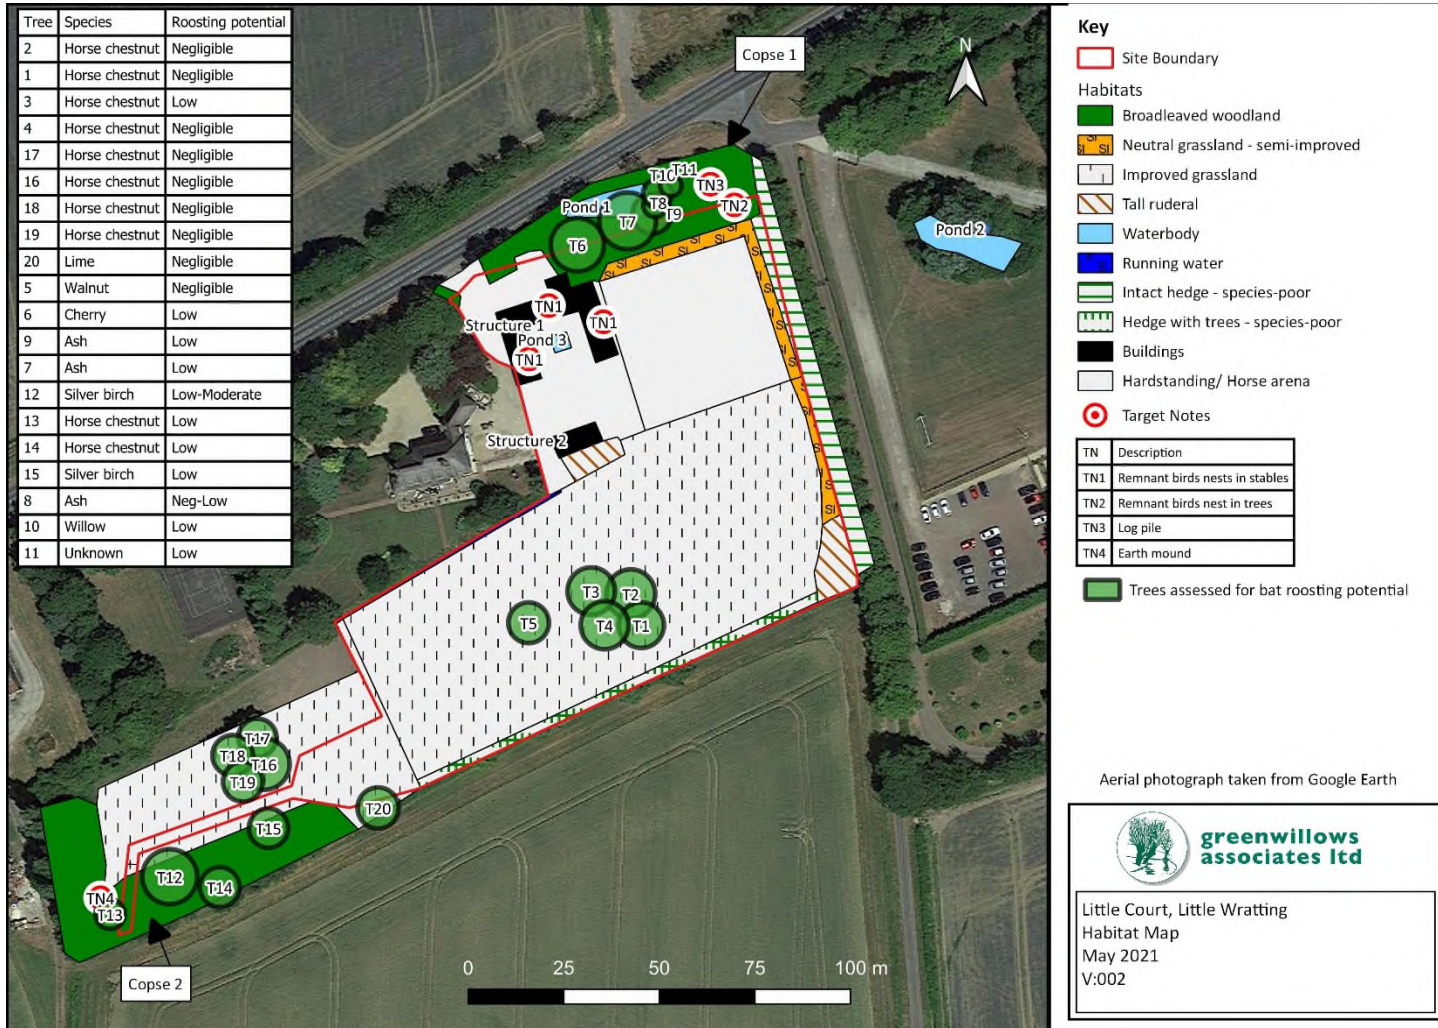 Tree Species Roosting potential
2 Horse chestnut Negligible
1 Horse chestnut Negligible
3 Horse chestnut Low
4 Horse chestnut Negligible
17 Horse chestnut Negligible
16 Horse chestnut Negligible
18 Horse chestnut Negligible
19 Horse chestnut Negligible
20 Lime Negligible
5 Walnut Negligible
6 Cherry Low
9 Ash Low
7 Ash Low
12 Silver birch Low-Moderate
13 Horse chestnut Low
14 Horse chestnut Low
15 Silver birch Low
8 Ash Neg-Low
10 Willow Low
11 Unknown Low
Copse 1
N
T10
T11
TN3
TN2
T8
T9
Pond 1
T7
T6
Pond 2
SI
SI
SI
SI
SI
SI
TN1
TN1
Structure 1
Pond 3
TN1
Structure 2
T3
T2
T5
T4
T1
T17
T18
T16
T19
T20
T15
T12
T14
TN4
T13
Copse 2
0 25 50 75 100 m
Key
Site Boundary
Habitats
Broadleaved woodland
SI
SI SI
Neutral grassland - semi-improved
Improved grassland
Tall ruderal
Waterbody
Running water
Intact hedge - species-poor
Hedge with trees - species-poor
Buildings
Hardstanding/ Horse arena
Target Notes
TN Description
TN1 Remnant birds nests in stables
TN2 Remnant birds nest in trees
TN3 Log pile
TN4 Earth mound
Trees assessed for bat roosting potential
Aerial photograph taken from Google Earth
greenwillows
associates ltd
Little Court, Little Wratting
Habitat Map
May 2021
V:002